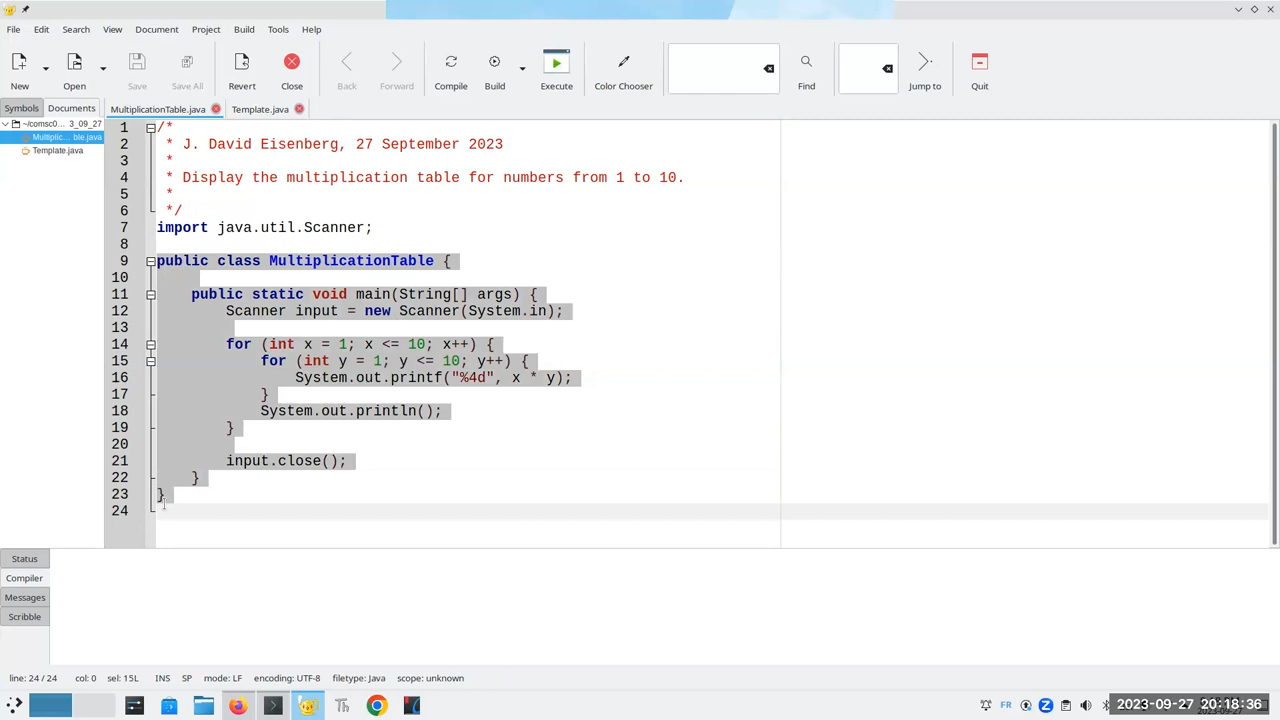 File Edit Search View Document Project Build Tools Help
New Open Save Save All Revert Close Back Forward Compile Build Execute Color Chooser Find Jump to Quit
Symbols Documents MultiplicationTable.java Template.java
~/comsc0... 3_09_27
Multiplic... ble.java
Template.java
1 /*
2 * J. David Eisenberg, 27 September 2023
3 *
4 * Display the multiplication table for numbers from 1 to 10.
5 *
6 */
7 import java.util.Scanner;
8
9 public class MultiplicationTable {
10
11 public static void main(String[] args) {
12 Scanner input = new Scanner(System.in);
13
14 for (int x = 1; x <= 10; x++) {
15 for (int y = 1; y <= 10; y++) {
16 System.out.printf("%4d", x * y);
17 }
18 System.out.println();
19 }
20
21 input.close();
22 }
23 }
24
Status
Compiler
Messages
Scribble
line: 24 / 24 col: 0 sel: 15L INS SP mode: LF encoding: UTF-8 filetype: Java scope: unknown
FR 2023-09-27 20:18:36